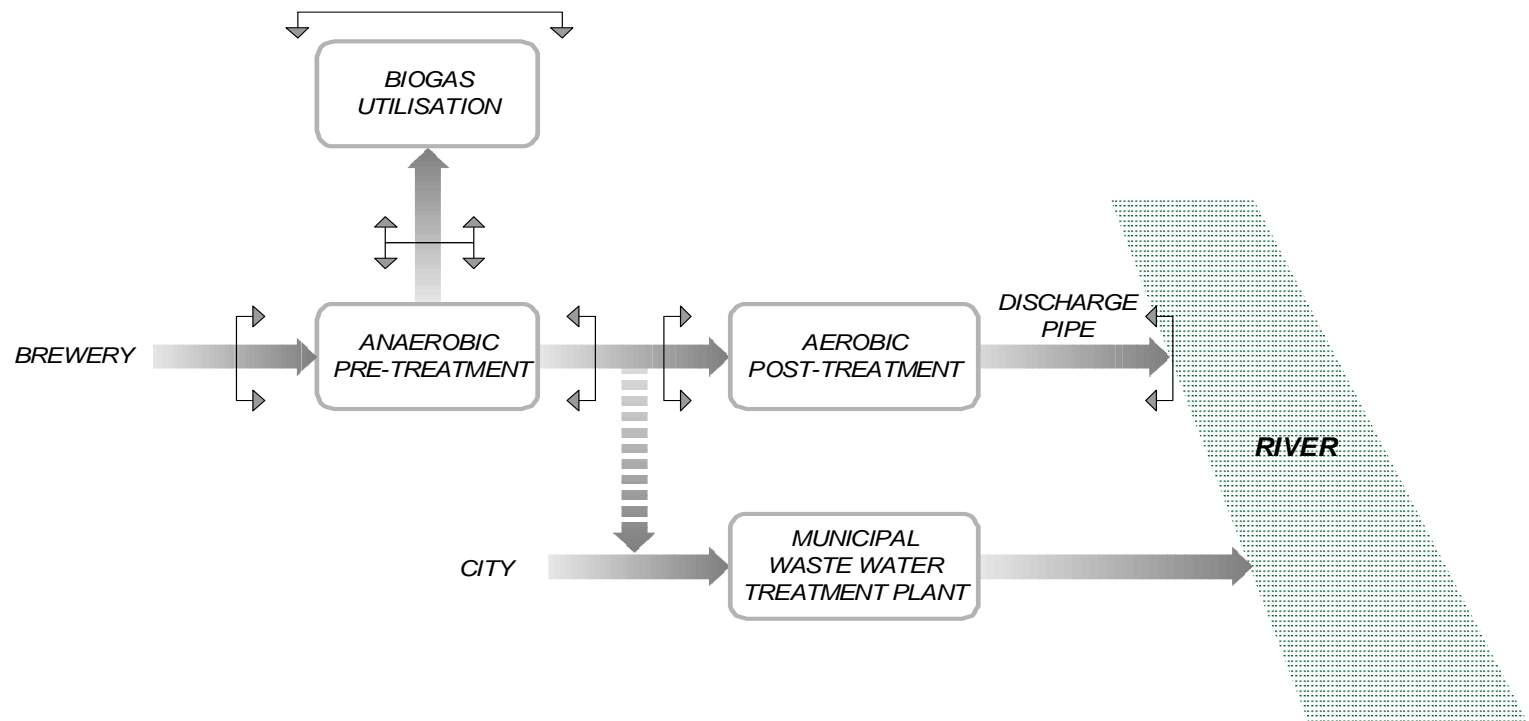 BIOGAS
UTILISATION
DISCHARGE
PIPE
BREWERY
ANAEROBIC
PRE-TREATMENT
AEROBIC
POST-TREATMENT
RIVER
CITY
MUNICIPAL
WASTE WATER
TREATMENT PLANT